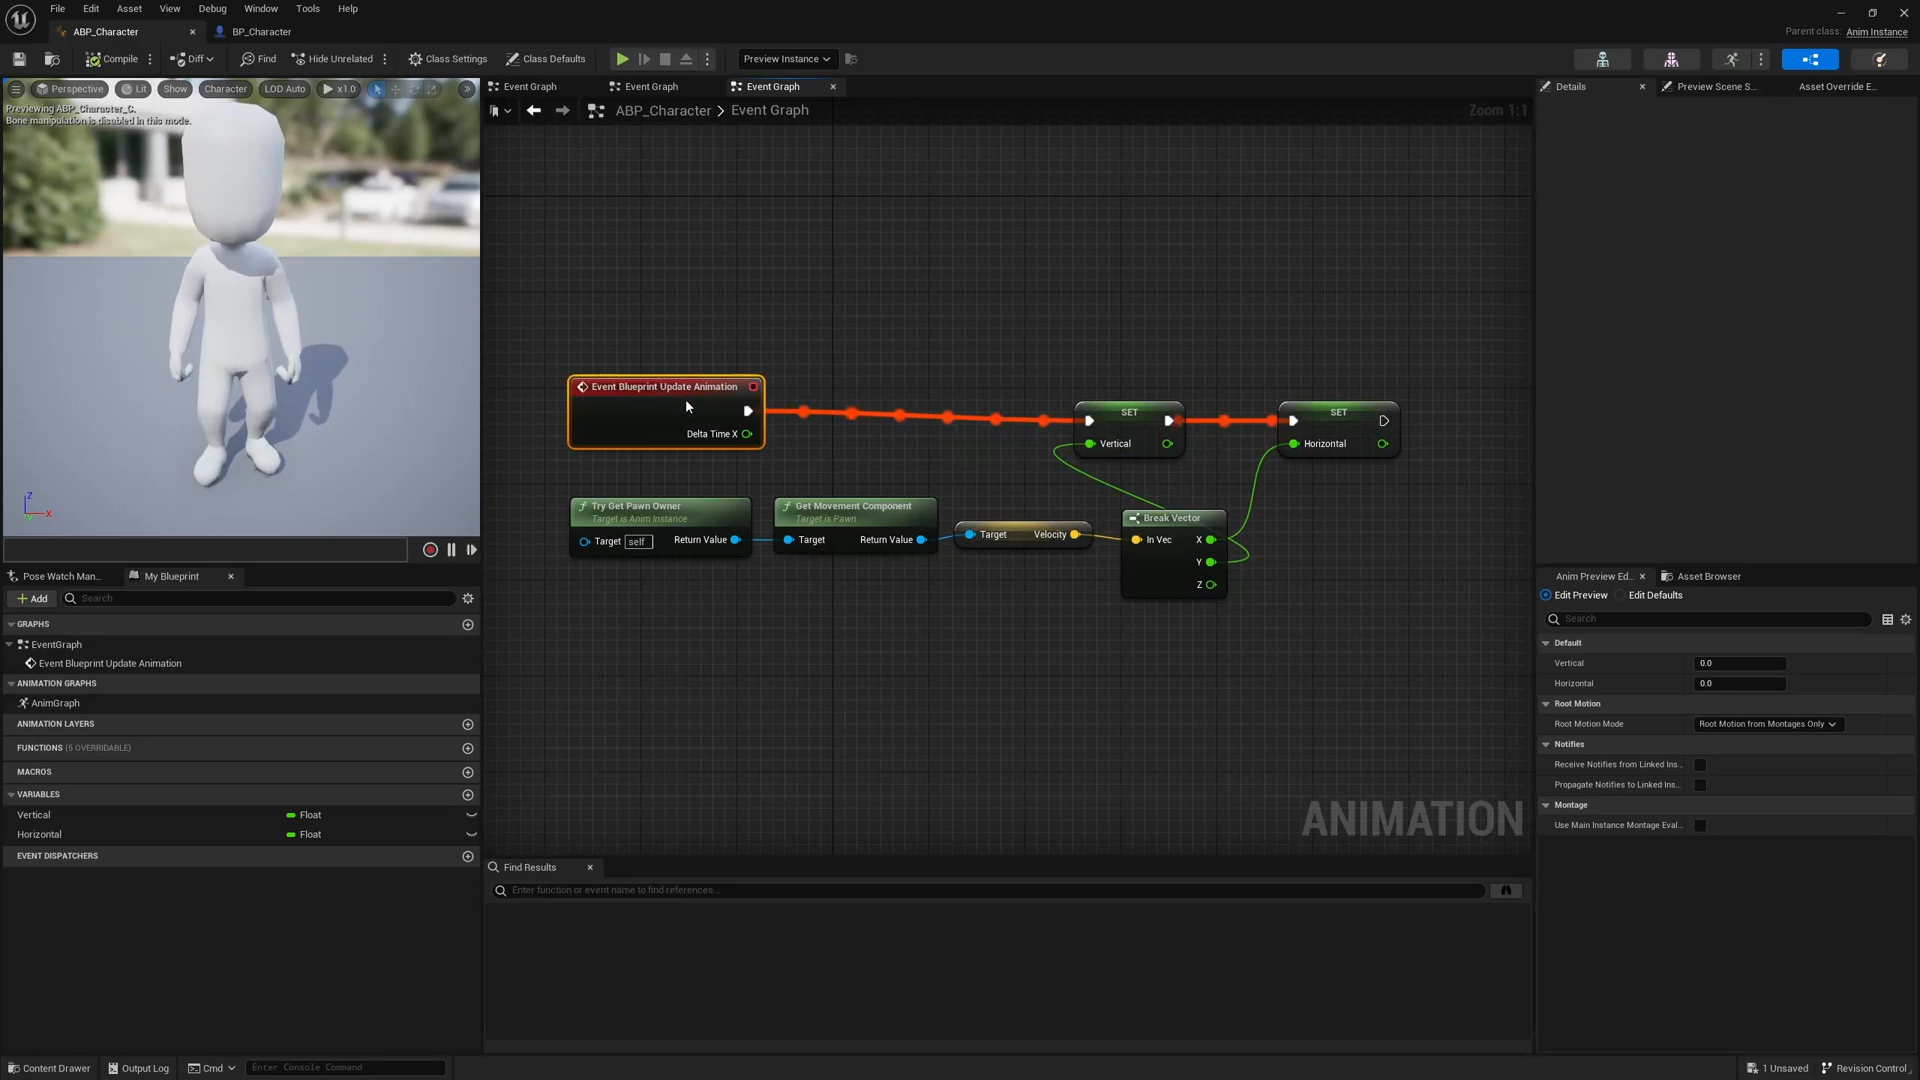 File Edit Asset View Debug Window Tools Help
ABP_Character BP_Character
Parent class: Anim Instance
Compile Diff Find Hide Unrelated Class Settings Class Defaults Preview Instance
Perspective Lit Show Character LOD Auto x1.0
Previewing ABP_Character_C.
Bone manipulation is disabled in this mode.
Z
X
Event Graph Event Graph Event Graph
ABP_Character > Event Graph
Zoom 1:1
Event Blueprint Update Animation
Delta Time X
SET
Vertical
SET
Horizontal
Try Get Pawn Owner
Target is Anim Instance
Target self Return Value
Get Movement Component
Target is Pawn
Target Return Value
Target Velocity
Break Vector
In Vec X
Y
Z
ANIMATION
Details Preview Scene S... Asset Override E...
Pose Watch Man... My Blueprint
Add Search
GRAPHS
EventGraph
Event Blueprint Update Animation
ANIMATION GRAPHS
AnimGraph
ANIMATION LAYERS
FUNCTIONS (5 OVERRIDABLE)
MACROS
VARIABLES
Vertical Float
Horizontal Float
EVENT DISPATCHERS
Find Results
Enter function or event name to find references...
Anim Preview Ed... Asset Browser
Edit Preview Edit Defaults
Search
Default
Vertical 0.0
Horizontal 0.0
Root Motion
Root Motion Mode Root Motion from Montages Only
Notifies
Receive Notifies from Linked Ins...
Propagate Notifies to Linked Ins...
Montage
Use Main Instance Montage Eval...
Content Drawer Output Log Cmd Enter Console Command
1 Unsaved Revision Control